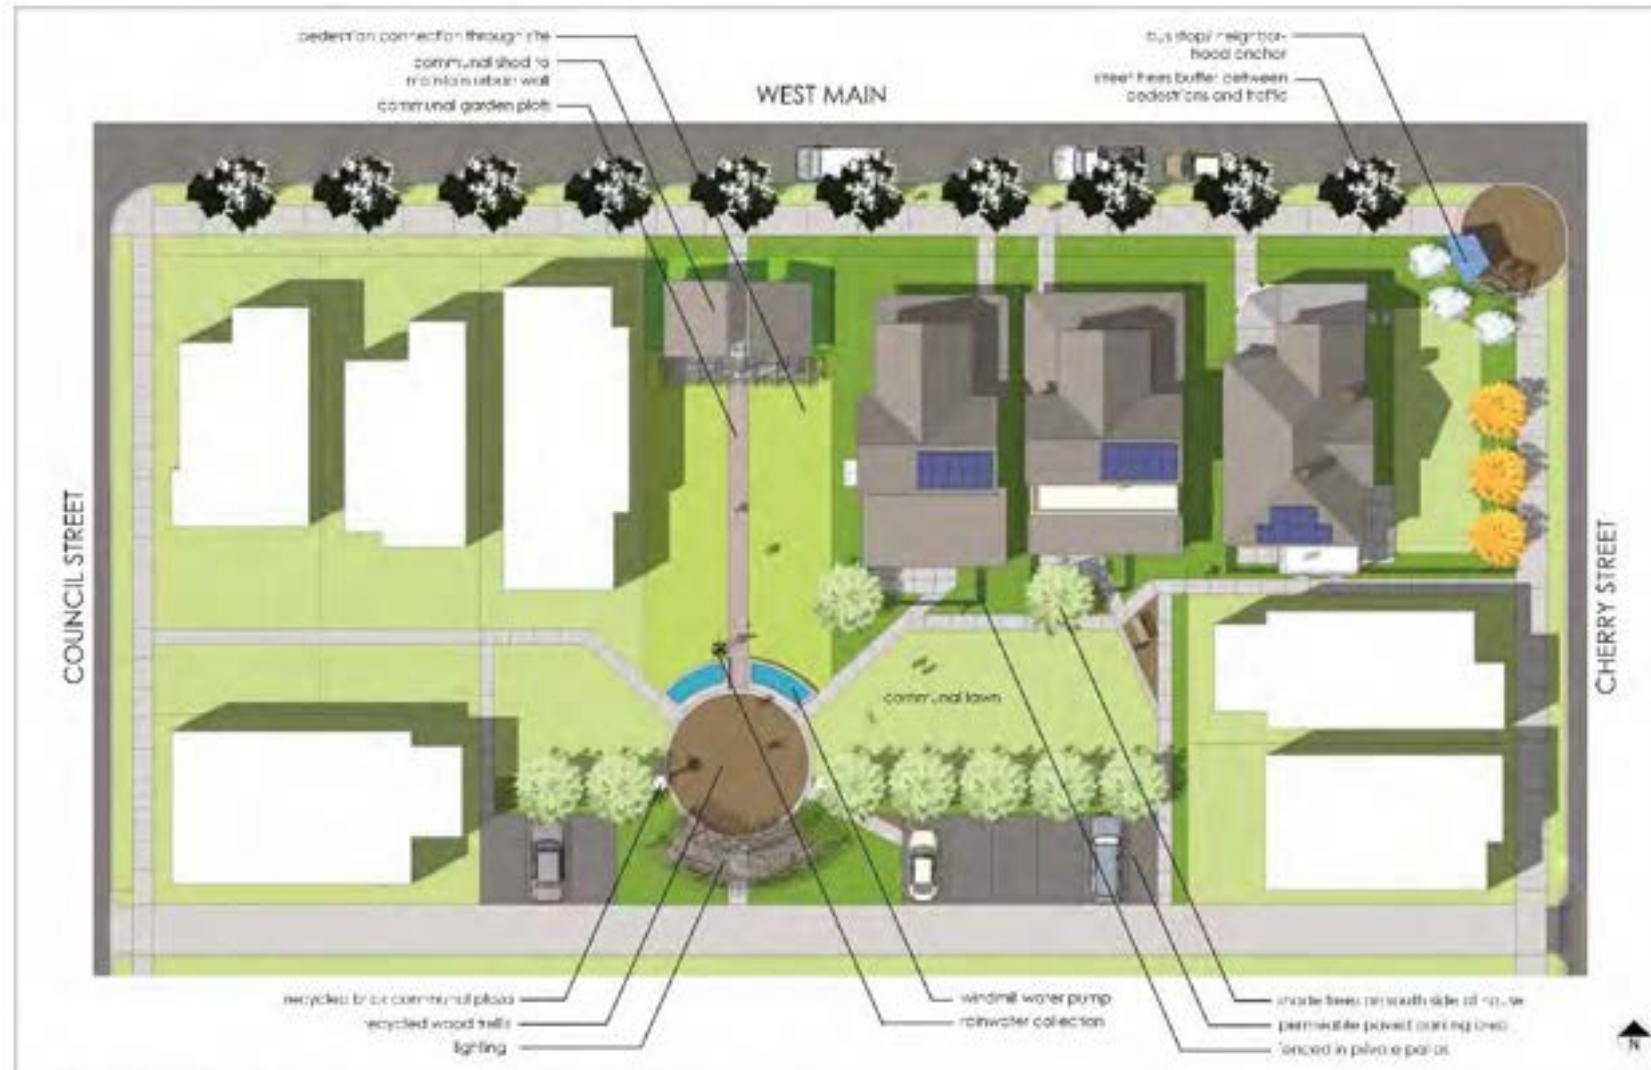 pedestrian connection through site
communal shed to
maintain urban wall
communal garden plots
WEST MAIN
bus stop/ neighbor-
hood anchor
street trees buffer between
pedestrians and traffic
COUNCIL STREET
CHERRY STREET
communal lawn
recycled brick communal plaza
recycled wood trellis
lighting
windmill water pump
rainwater collection
shade trees on south side of house
permeable paved parking area
fenced in private patios
N